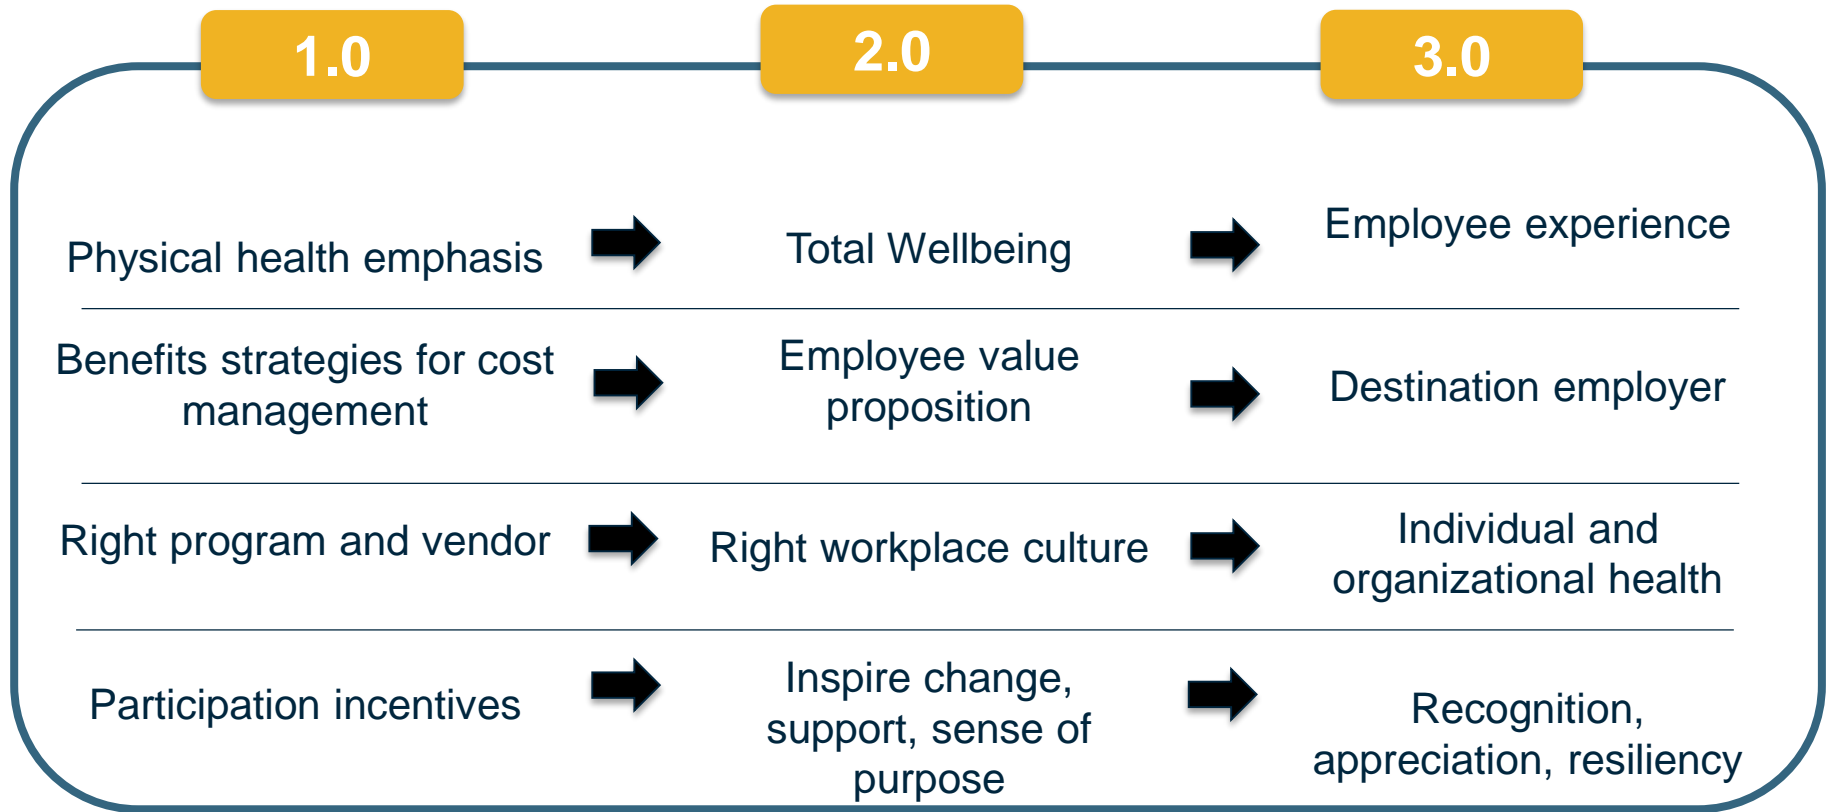 1.0
2.0
3.0
Physical health emphasis
Total Wellbeing
Employee experience
Benefits strategies for cost
management
Employee value
proposition
Destination employer
Right program and vendor
Right workplace culture
Individual and
organizational health
Participation incentives
Inspire change,
support, sense of
purpose
Recognition,
appreciation, resiliency